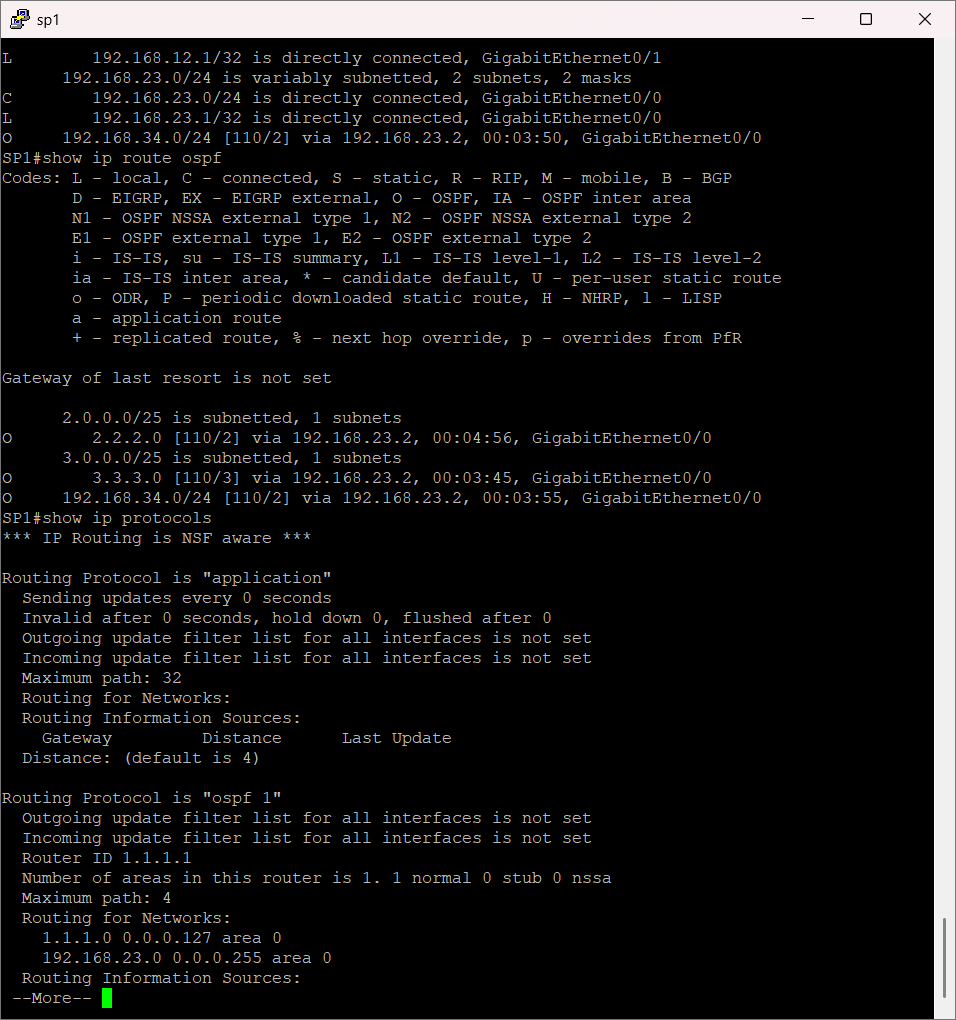 sp1
L        192.168.12.1/32 is directly connected, GigabitEthernet0/1
      192.168.23.0/24 is variably subnetted, 2 subnets, 2 masks
C        192.168.23.0/24 is directly connected, GigabitEthernet0/0
L        192.168.23.1/32 is directly connected, GigabitEthernet0/0
O     192.168.34.0/24 [110/2] via 192.168.23.2, 00:03:50, GigabitEthernet0/0
SP1#show ip route ospf
Codes: L - local, C - connected, S - static, R - RIP, M - mobile, B - BGP
       D - EIGRP, EX - EIGRP external, O - OSPF, IA - OSPF inter area
       N1 - OSPF NSSA external type 1, N2 - OSPF NSSA external type 2
       E1 - OSPF external type 1, E2 - OSPF external type 2
       i - IS-IS, su - IS-IS summary, L1 - IS-IS level-1, L2 - IS-IS level-2
       ia - IS-IS inter area, * - candidate default, U - per-user static route
       o - ODR, P - periodic downloaded static route, H - NHRP, l - LISP
       a - application route
       + - replicated route, % - next hop override, p - overrides from PfR

Gateway of last resort is not set

      2.0.0.0/25 is subnetted, 1 subnets
O        2.2.2.0 [110/2] via 192.168.23.2, 00:04:56, GigabitEthernet0/0
      3.0.0.0/25 is subnetted, 1 subnets
O        3.3.3.0 [110/3] via 192.168.23.2, 00:03:45, GigabitEthernet0/0
O     192.168.34.0/24 [110/2] via 192.168.23.2, 00:03:55, GigabitEthernet0/0
SP1#show ip protocols
*** IP Routing is NSF aware ***

Routing Protocol is "application"
  Sending updates every 0 seconds
  Invalid after 0 seconds, hold down 0, flushed after 0
  Outgoing update filter list for all interfaces is not set
  Incoming update filter list for all interfaces is not set
  Maximum path: 32
  Routing for Networks:
  Routing Information Sources:
    Gateway         Distance      Last Update
  Distance: (default is 4)

Routing Protocol is "ospf 1"
  Outgoing update filter list for all interfaces is not set
  Incoming update filter list for all interfaces is not set
  Router ID 1.1.1.1
  Number of areas in this router is 1. 1 normal 0 stub 0 nssa
  Maximum path: 4
  Routing for Networks:
    1.1.1.0 0.0.0.127 area 0
    192.168.23.0 0.0.0.255 area 0
  Routing Information Sources:
 --More--